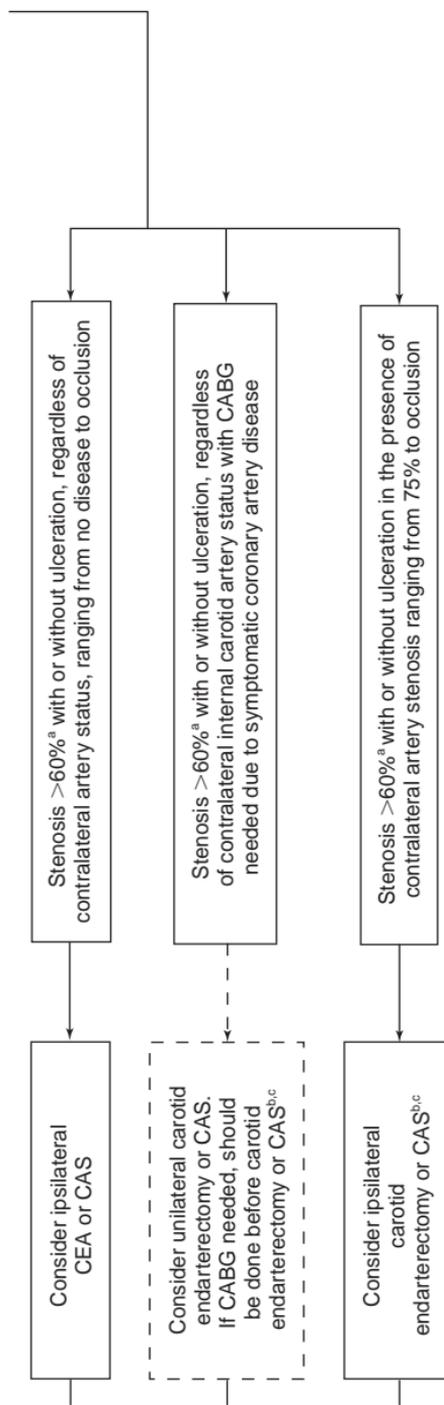 Stenosis >60%ᵃ with or without ulceration, regardless of
contralateral artery status, ranging from no disease to occlusion
Consider ipsilateral
CEA or CAS
Stenosis >60%ᵃ with or without ulceration, regardless
of contralateral internal carotid artery status with CABG
needed due to symptomatic coronary artery disease
Consider unilateral carotid
endarterectomy or CAS.
If CABG needed, should
be done before carotid
endarterectomy or CASᵇ,ᶜ
Stenosis >60%ᵃ with or without ulceration in the presence of
contralateral artery stenosis ranging from 75% to occlusion
Consider ipsilateral
carotid
endarterectomy or CASᵇ,ᶜ